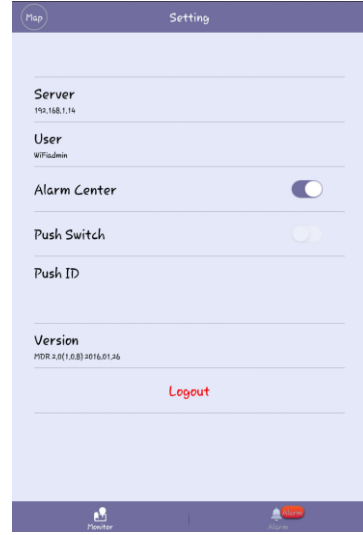 Map
Setting
Server
192.168.1.14
User
WiFiadmin
Alarm Center
Push Switch
Push ID
Version
MDR 2.0(1.0.8) 2016.01.26
Logout
Monitor
Alarm
Alarm